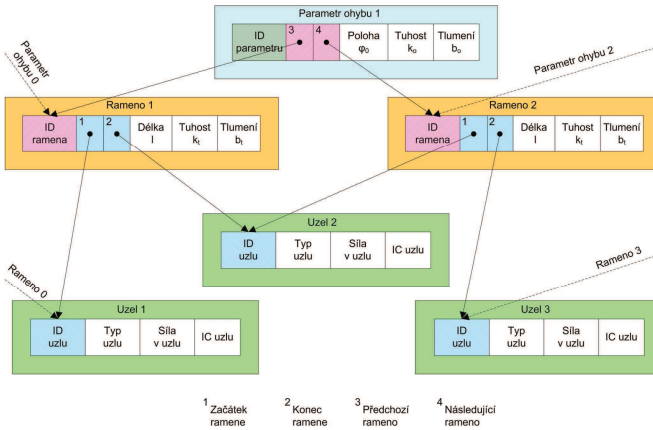 Parametr ohybu 1
ID parametru
3
4
Poloha φ₀
Tuhost kₒ
Tlumení bₒ
Parametr ohybu 0
Parametr ohybu 2
Rameno 1
ID ramena
1
2
Délka l
Tuhost kₜ
Tlumení bₜ
Rameno 2
ID ramena
1
2
Délka l
Tuhost kₜ
Tlumení bₜ
Uzel 2
ID uzlu
Typ uzlu
Síla v uzlu
IC uzlu
Rameno 0
Rameno 3
Uzel 1
ID uzlu
Typ uzlu
Síla v uzlu
IC uzlu
Uzel 3
ID uzlu
Typ uzlu
Síla v uzlu
IC uzlu
1 Začátek ramene
2 Konec ramene
3 Předchozí rameno
4 Následující rameno